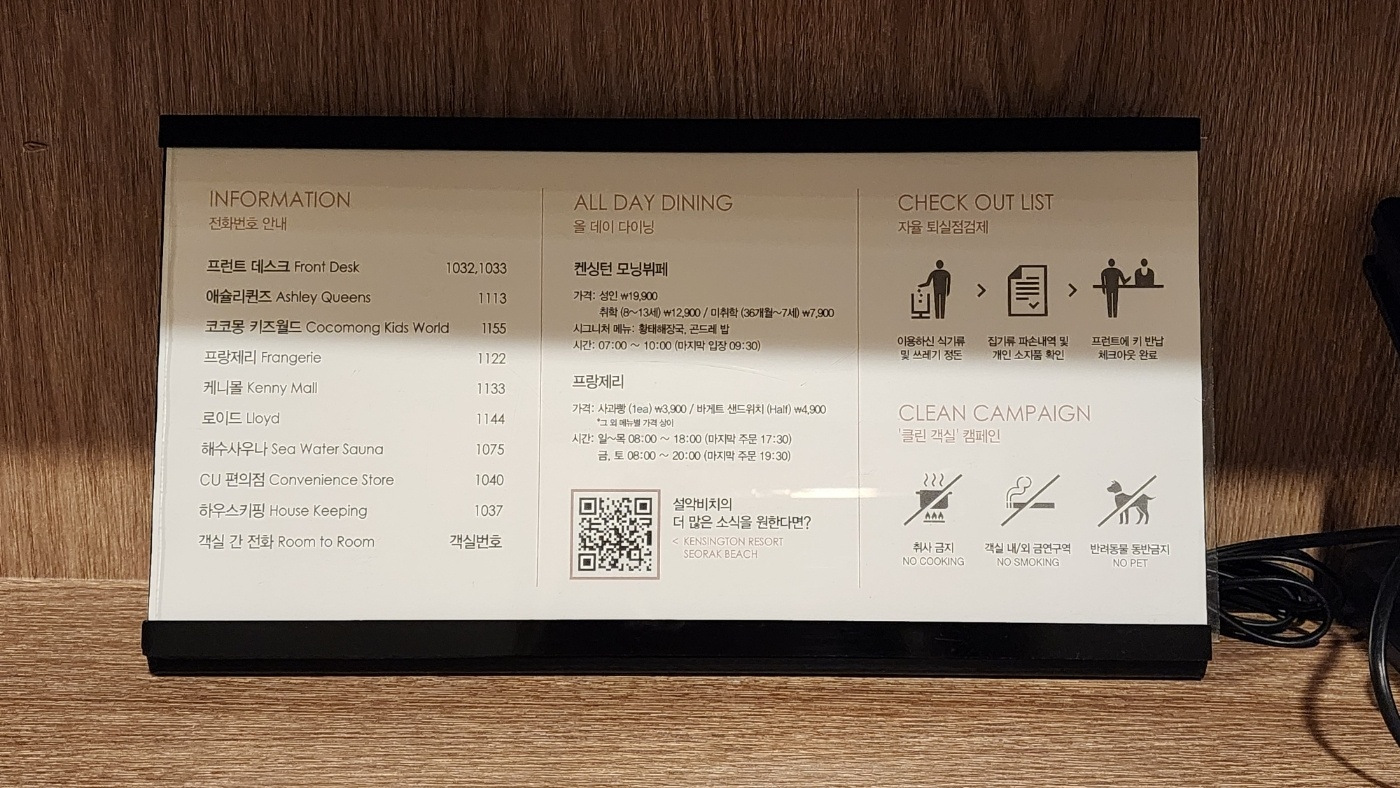 INFORMATION
전화번호 안내
프런트 데스크 Front Desk 1032,1033
애슐리퀸즈 Ashley Queens 1113
코코몽 키즈월드 Cocomong Kids World 1155
프랑제리 Frangerie 1122
케니몰 Kenny Mall 1133
로이드 Lloyd 1144
해수사우나 Sea Water Sauna 1075
CU 편의점 Convenience Store 1040
하우스키핑 House Keeping 1037
객실 간 전화 Room to Room 객실번호
ALL DAY DINING
올 데이 다이닝
켄싱턴 모닝뷔페
가격: 성인 ₩19,900
취학 (8~13세) ₩12,900 / 미취학 (36개월~7세) ₩7,900
시그니처 메뉴: 황태해장국, 곤드레 밥
시간: 07:00 ~ 10:00 (마지막 입장 09:30)
프랑제리
가격: 사과빵 (1ea) ₩3,900 / 바게트 샌드위치 (Half) ₩4,900
*그 외 메뉴별 가격 상이
시간: 일~목 08:00 ~ 18:00 (마지막 주문 17:30)
금, 토 08:00 ~ 20:00 (마지막 주문 19:30)
설악비치의
더 많은 소식을 원한다면?
< KENSINGTON RESORT
SEORAK BEACH
CHECK OUT LIST
자율 퇴실점검제
이용하신 식기류
및 쓰레기 정돈
집기류 파손내역 및
개인 소지품 확인
프런트에 키 반납
체크아웃 완료
CLEAN CAMPAIGN
'클린 객실' 캠페인
취사 금지
NO COOKING
객실 내/외 금연구역
NO SMOKING
반려동물 동반금지
NO PET